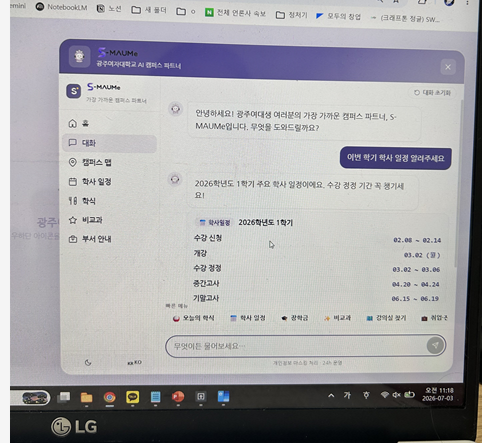 NotebookLM
노션
새 폴더
o
전체 언론사 속보
정처기
모두의 창업
(크래프톤 정글) SW...
S-MAUMe
광주여자대학교 AI 캠퍼스 파트너
S-MAUMe
가장 가까운 캠퍼스 파트너
대화 초기화
홈
대화
캠퍼스 맵
학사 일정
학식
비교과
부서 안내
안녕하세요! 광주여대생 여러분의 가장 가까운 캠퍼스 파트너, S-
MAUMe입니다. 무엇을 도와드릴까요?
이번 학기 학사 일정 알려주세요
2026학년도 1학기 주요 학사 일정이에요. 수강 정정 기간 꼭 챙기세
요!
학사일정 2026학년도 1학기
수강 신청 02.08 ~ 02.14
개강 03.02 (월)
수강 정정 03.02 ~ 03.06
중간고사 04.20 ~ 04.24
기말고사 06.15 ~ 06.19
빠른 메뉴
오늘의 학식 학사 일정 장학금 비교과 강의실 찾기
무엇이든 물어보세요...
KO
가
오전 11:18
2026-07-03
LG